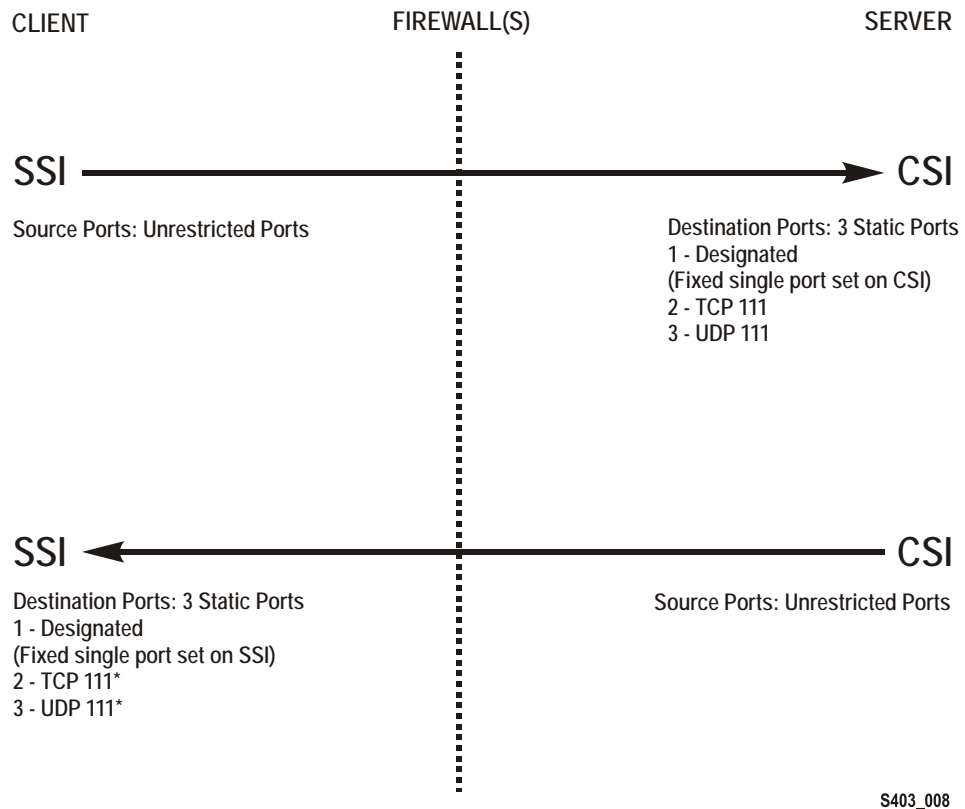 CLIENT FIREWALL(S) SERVER
SSI CSI
Source Ports: Unrestricted Ports
Destination Ports: 3 Static Ports
1 - Designated
(Fixed single port set on CSI)
2 - TCP 111
3 - UDP 111
SSI CSI
Destination Ports: 3 Static Ports
1 - Designated
(Fixed single port set on SSI)
2 - TCP 111*
3 - UDP 111*
Source Ports: Unrestricted Ports
S403_008